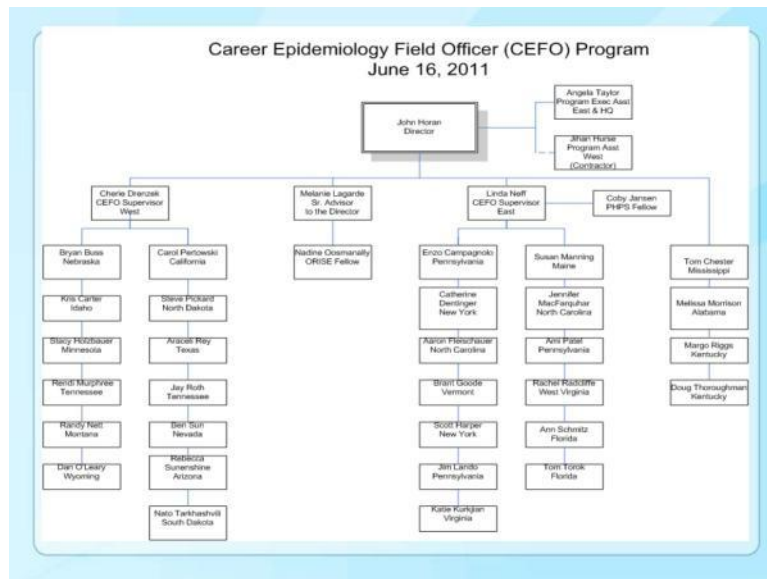 Career Epidemiology Field Officer (CEFO) Program
June 16, 2011
Angela Taylor
Program Exec Asst
East & HQ
John Horan
Director
Jihan Hurse
Program Asst
West
(Contractor)
Cherie Drenzek
CEFO Supervisor
West
Melanie Lagarde
Sr. Advisor
to the Director
Linda Neff
CEFO Supervisor
East
Coby Jansen
PHPS Fellow
Bryan Buss
Nebraska
Carol Pertowski
California
Nadine Oosmanally
ORISE Fellow
Enzo Campagnolo
Pennsylvania
Susan Manning
Maine
Tom Chester
Mississippi
Kris Carter
Idaho
Steve Pickard
North Dakota
Catherine
Dentinger
New York
Jennifer
MacFarquhar
North Carolina
Melissa Morrison
Alabama
Stacy Holzbauer
Minnesota
Araceli Rey
Texas
Aaron Fleischauer
North Carolina
Ami Patel
Pennsylvania
Margo Riggs
Kentucky
Rendi Murphree
Tennessee
Jay Roth
Tennessee
Brant Goode
Vermont
Rachel Radcliffe
West Virginia
Doug Thoroughman
Kentucky
Randy Nett
Montana
Ben Sun
Nevada
Scott Harper
New York
Ann Schmitz
Florida
Dan O'Leary
Wyoming
Rebecca
Sunenshine
Arizona
Jim Lando
Pennsylvania
Tom Torok
Florida
Nato Tarkhashvili
South Dakota
Katie Kurkjian
Virginia